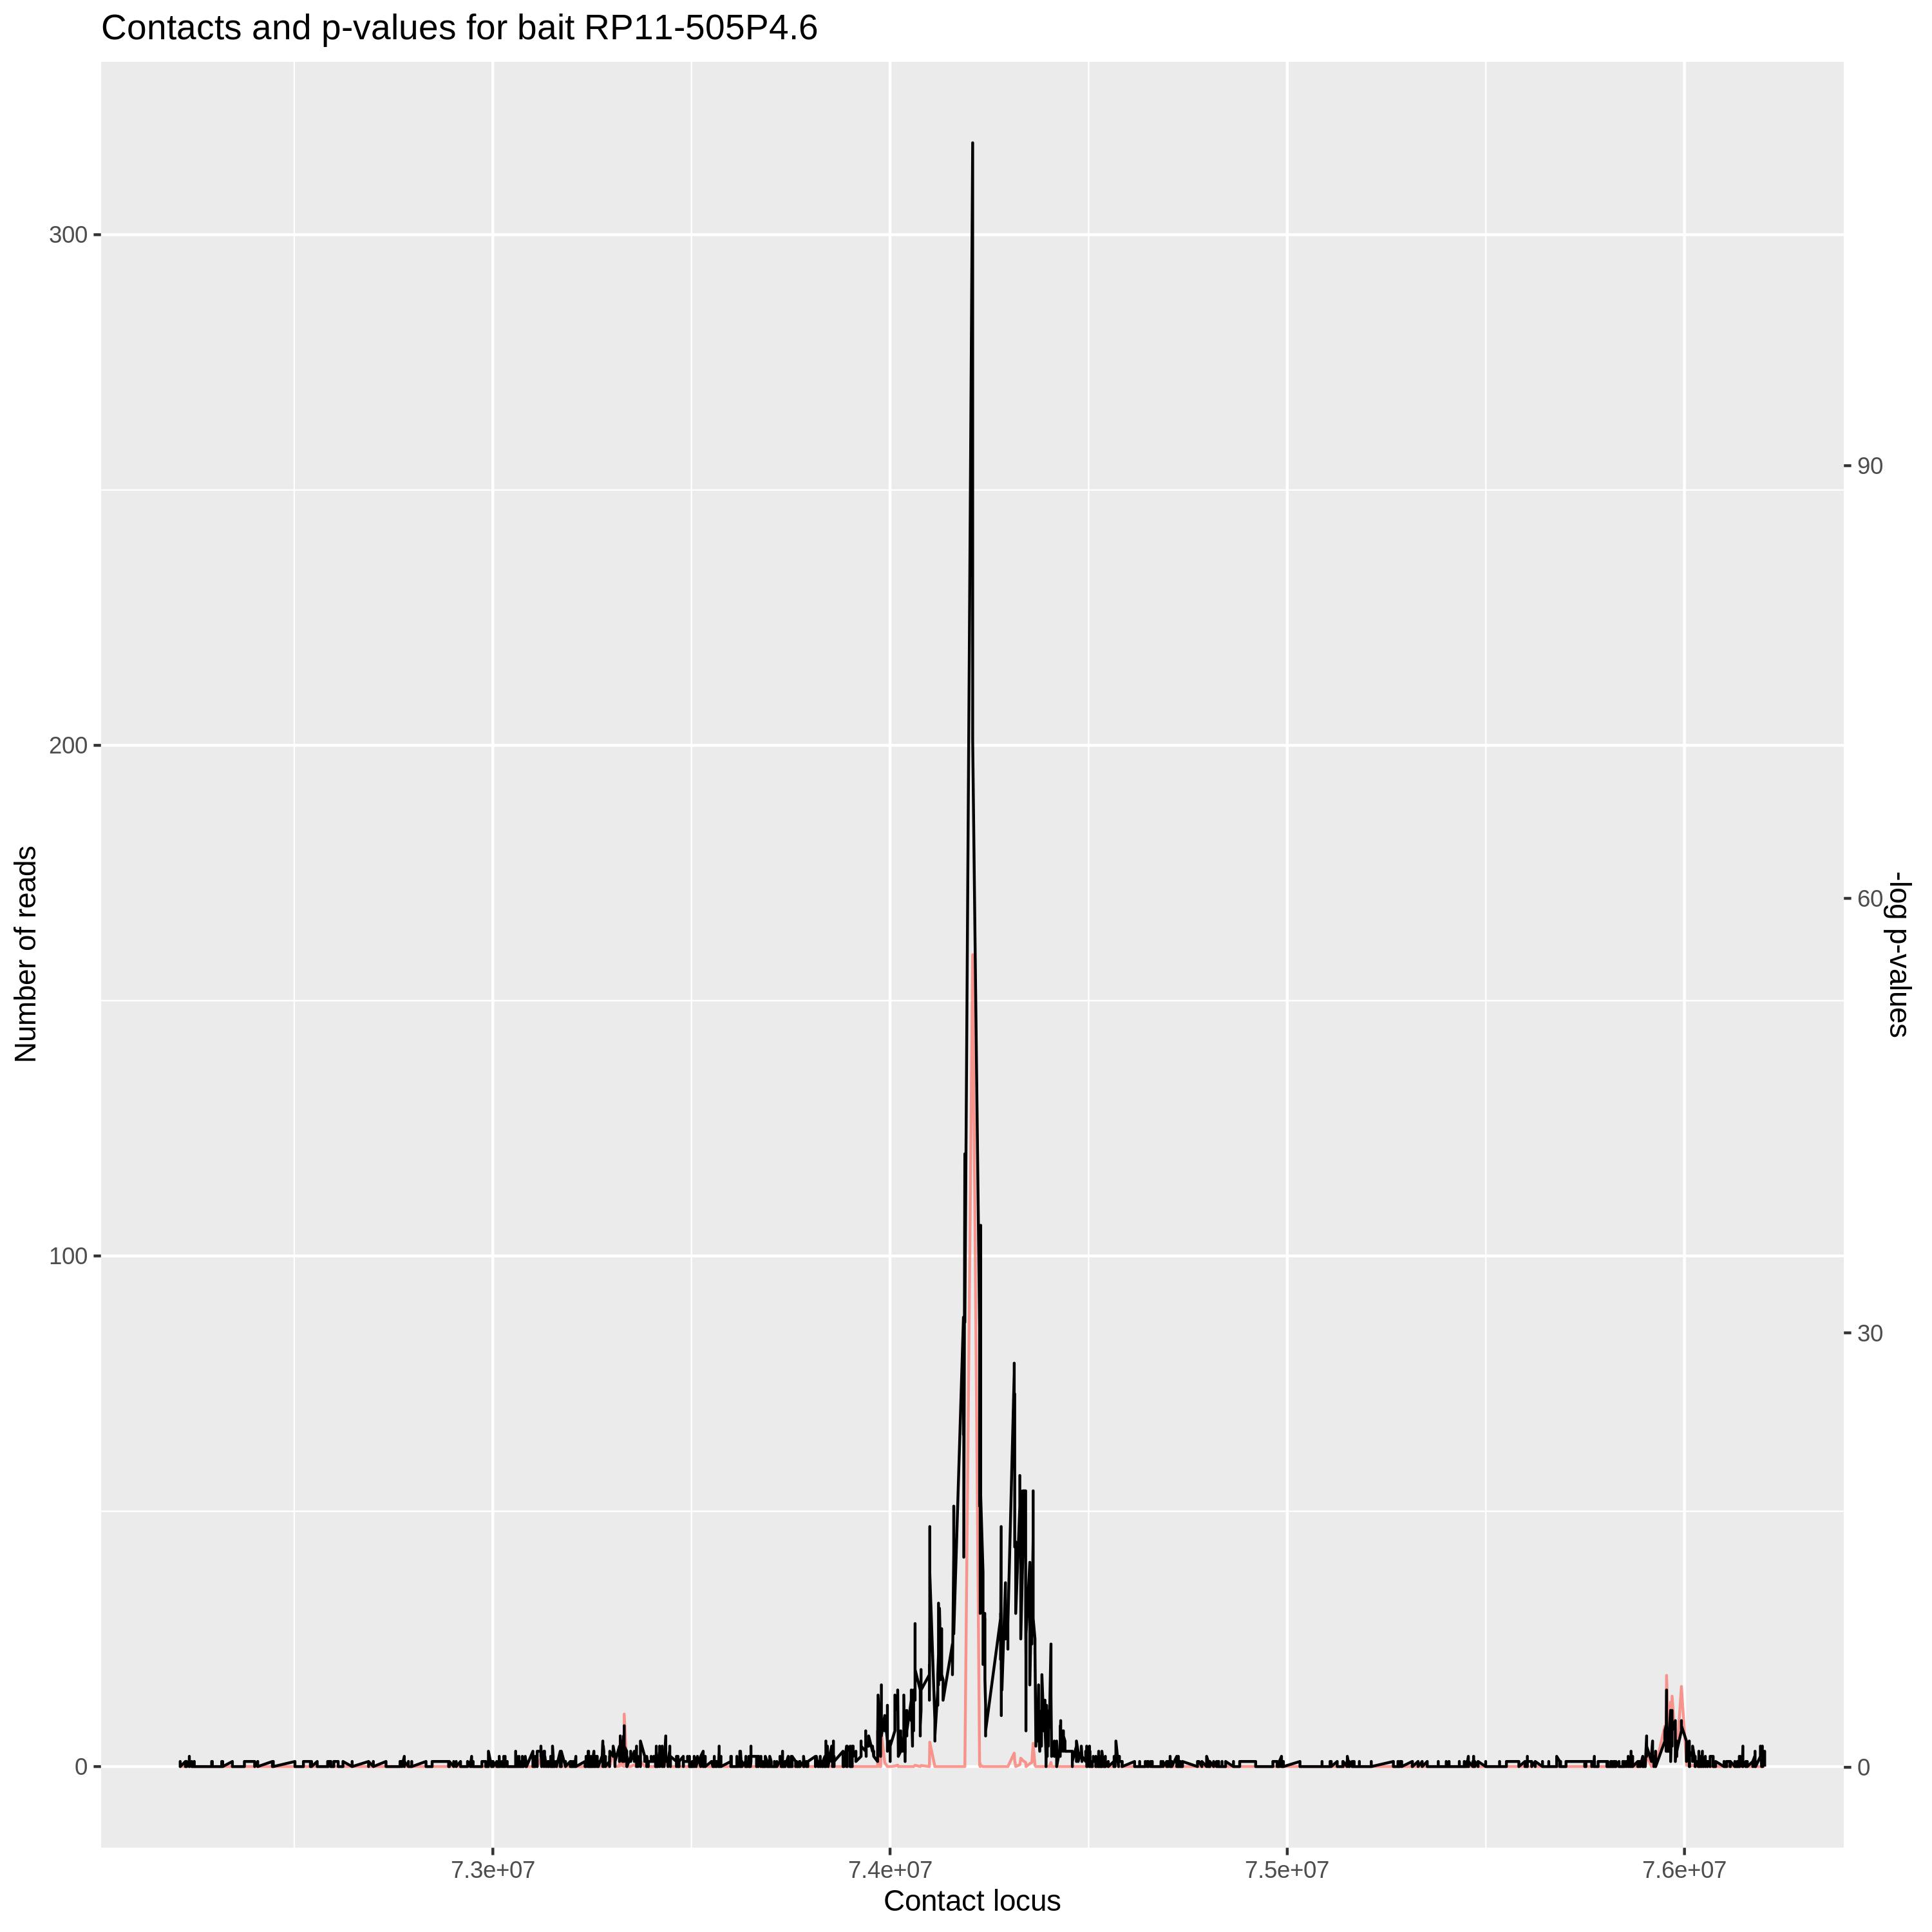 Contacts and p-values for bait RP11-505P4.6
300
200
100
0
Number of reads
90
60
30
0
-log p-values
7.3e+07
7.4e+07
7.5e+07
7.6e+07
Contact locus